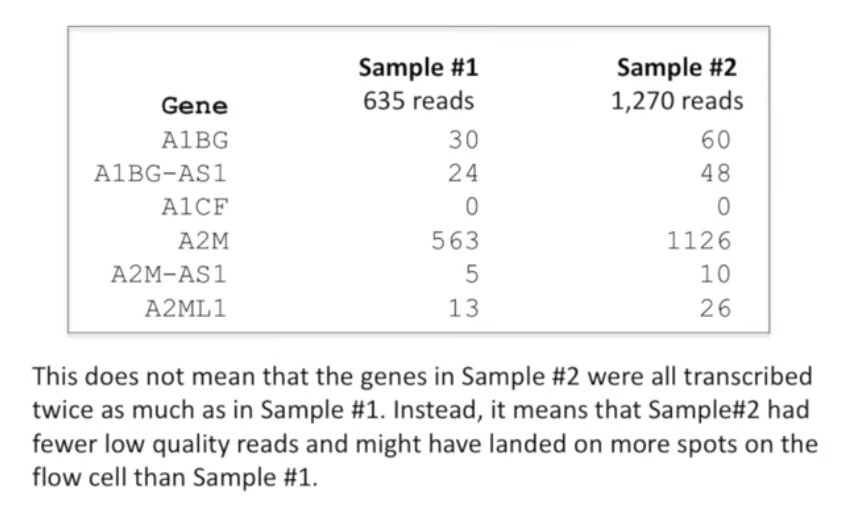 Sample #1 Sample #2
Gene 635 reads 1,270 reads
A1BG 30 60
A1BG-AS1 24 48
A1CF 0 0
A2M 563 1126
A2M-AS1 5 10
A2ML1 13 26
This does not mean that the genes in Sample #2 were all transcribed
twice as much as in Sample #1. Instead, it means that Sample#2 had
fewer low quality reads and might have landed on more spots on the
flow cell than Sample #1.